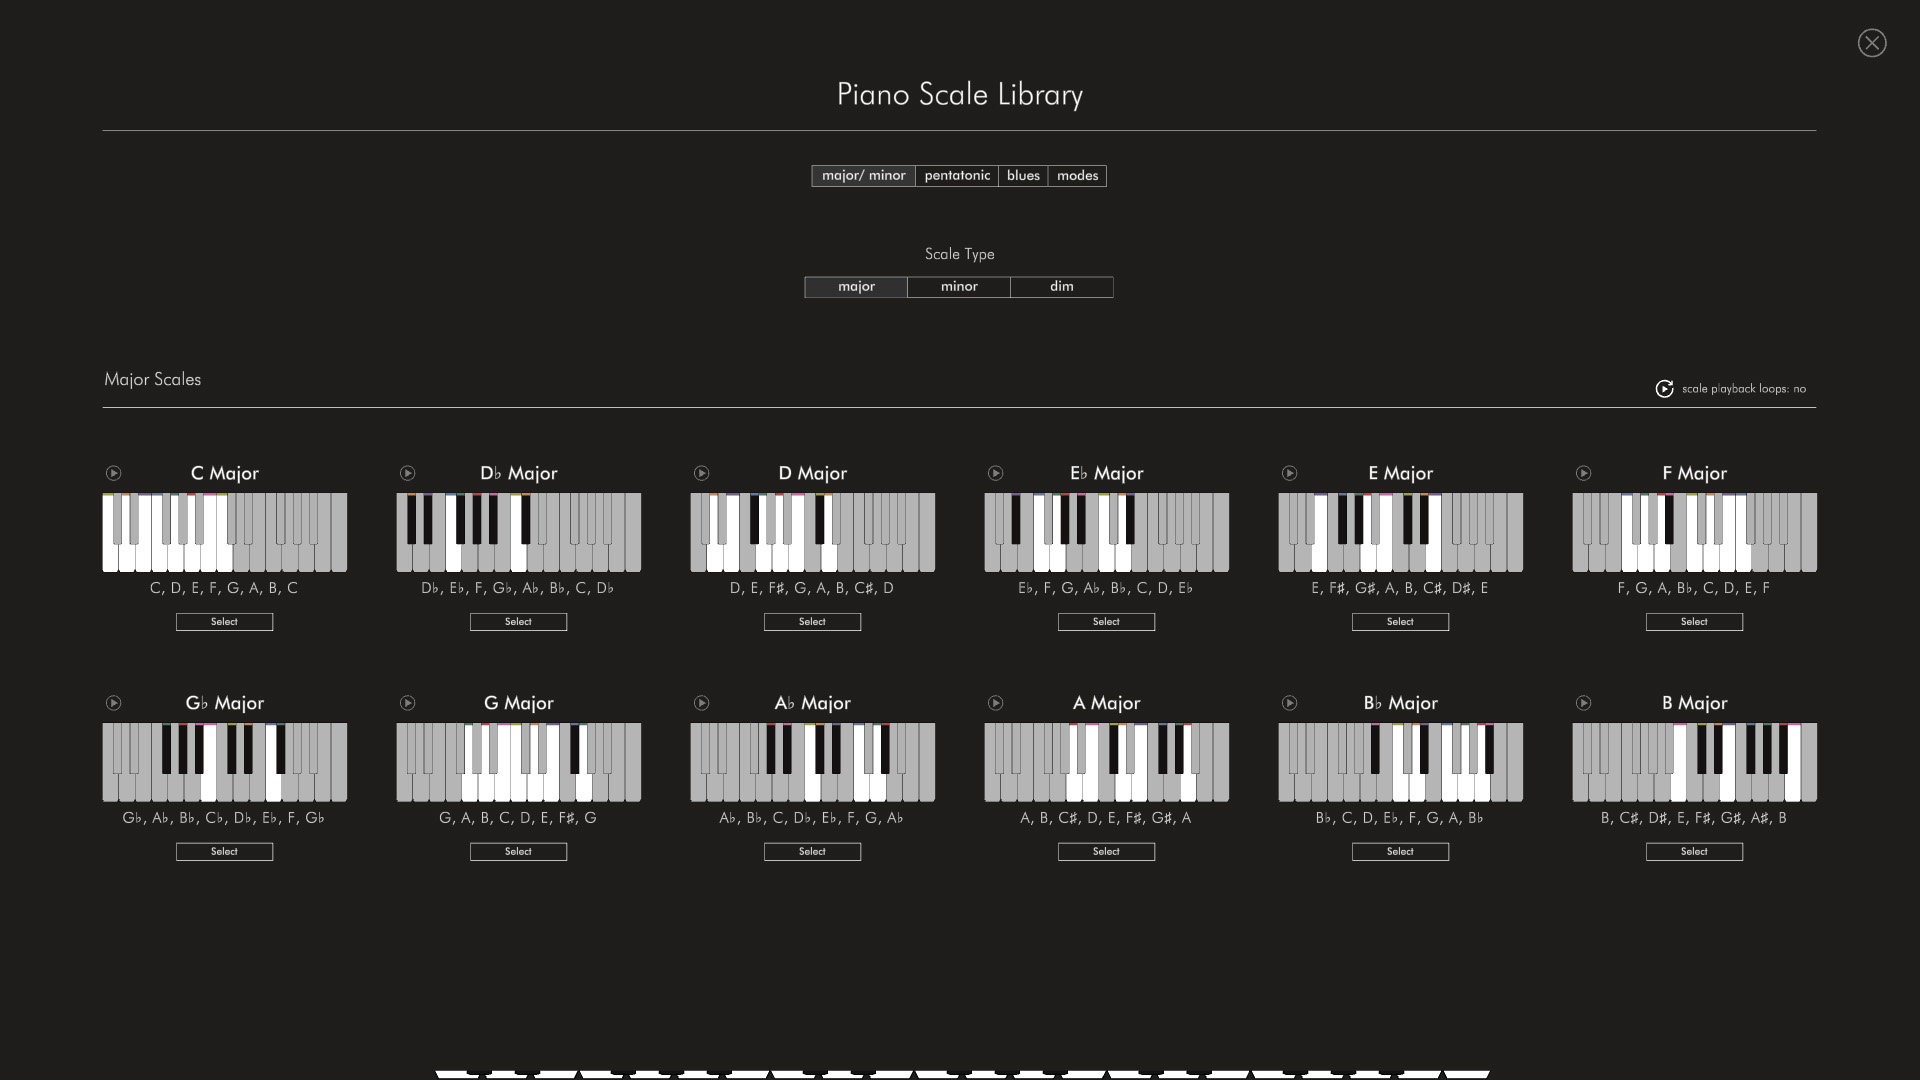 Piano Scale Library
major/ minor pentatonic blues modes
Scale Type
major minor dim
Major Scales
scale playback loops: no
C Major D♭ Major D Major E♭ Major E Major F Major
C, D, E, F, G, A, B, C D♭, E♭, F, G♭, A♭, B♭, C, D♭ D, E, F♯, G, A, B, C♯, D E♭, F, G, A♭, B♭, C, D, E♭ E, F♯, G♯, A, B, C♯, D♯, E F, G, A, B♭, C, D, E, F
Select Select Select Select Select Select
G♭ Major G Major A♭ Major A Major B♭ Major B Major
G♭, A♭, B♭, C♭, D♭, E♭, F, G♭ G, A, B, C, D, E, F♯, G A♭, B♭, C, D♭, E♭, F, G, A♭ A, B, C♯, D, E, F♯, G♯, A B♭, C, D, E♭, F, G, A, B♭ B, C♯, D♯, E, F♯, G♯, A♯, B
Select Select Select Select Select Select